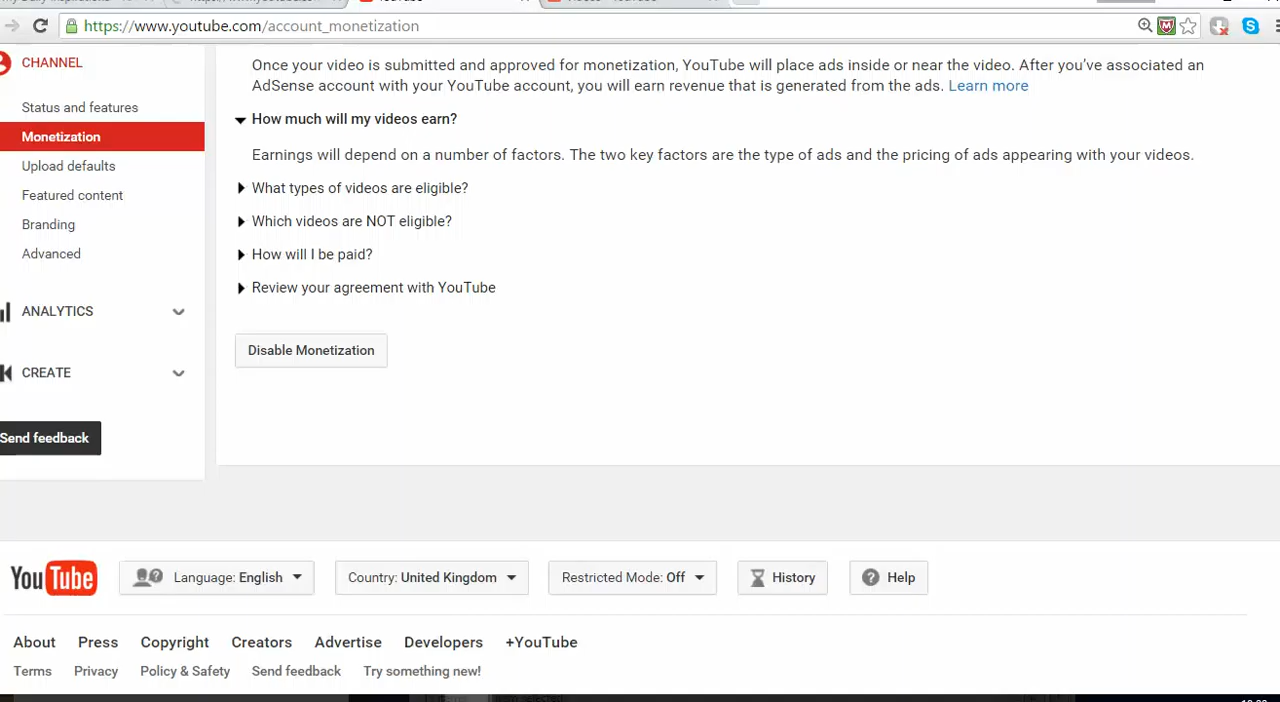 https://www.youtube.com/account_monetization
CHANNEL
Status and features
Monetization
Upload defaults
Featured content
Branding
Advanced
ANALYTICS
CREATE
Send feedback
Once your video is submitted and approved for monetization, YouTube will place ads inside or near the video. After you've associated an
AdSense account with your YouTube account, you will earn revenue that is generated from the ads. Learn more
How much will my videos earn?
Earnings will depend on a number of factors. The two key factors are the type of ads and the pricing of ads appearing with your videos.
What types of videos are eligible?
Which videos are NOT eligible?
How will I be paid?
Review your agreement with YouTube
Disable Monetization
YouTube Language: English Country: United Kingdom Restricted Mode: Off History Help
About Press Copyright Creators Advertise Developers +YouTube
Terms Privacy Policy & Safety Send feedback Try something new!